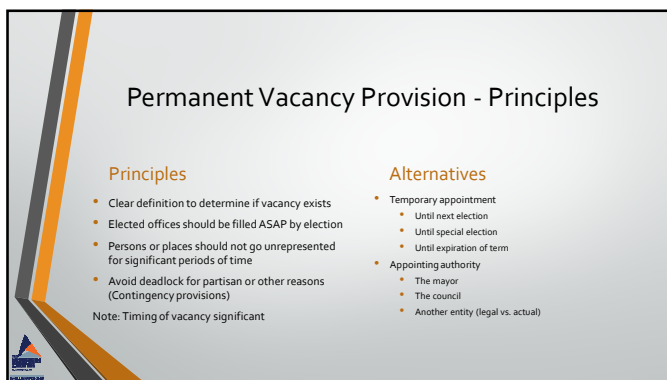 Permanent Vacancy Provision - Principles
Principles
• Clear definition to determine if vacancy exists
• Elected offices should be filled ASAP by election
• Persons or places should not go unrepresented
for significant periods of time
• Avoid deadlock for partisan or other reasons
(Contingency provisions)
Note: Timing of vacancy significant
Alternatives
• Temporary appointment
• Until next election
• Until special election
• Until expiration of term
• Appointing authority
• The mayor
• The council
• Another entity (legal vs. actual)